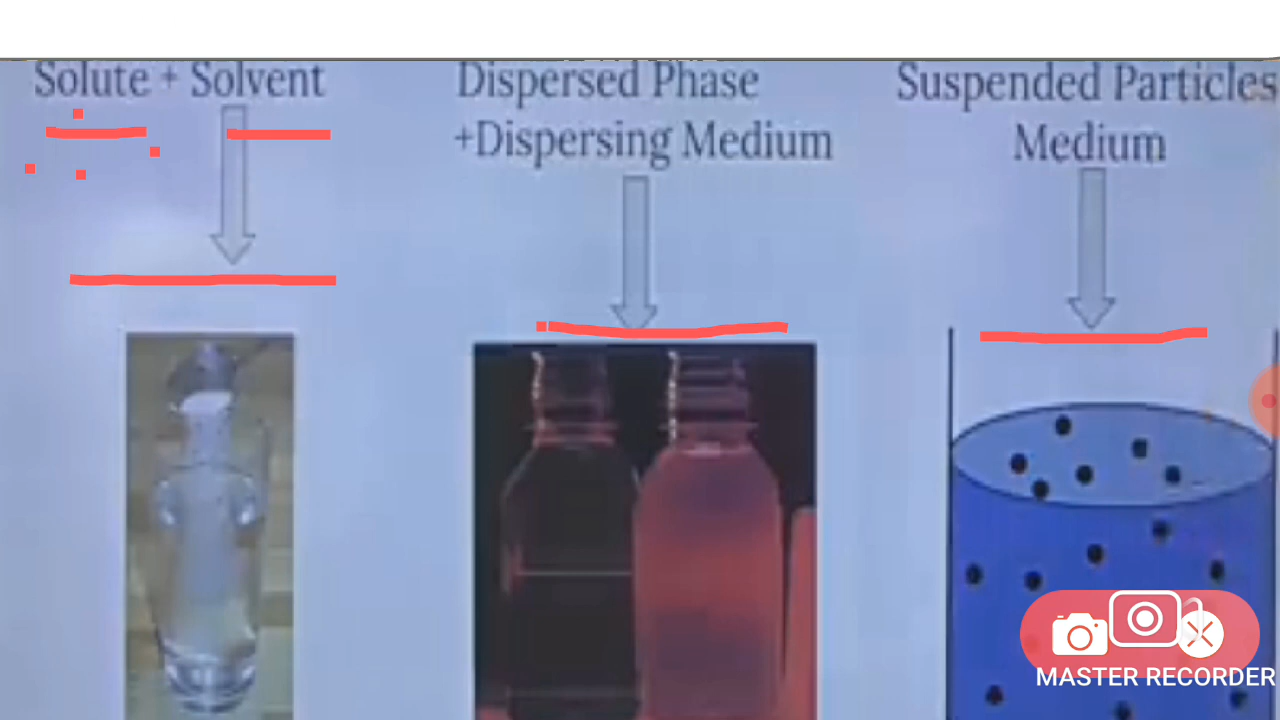 Solute + Solvent
Dispersed Phase
+Dispersing Medium
Suspended Particles
Medium
MASTER RECORDER